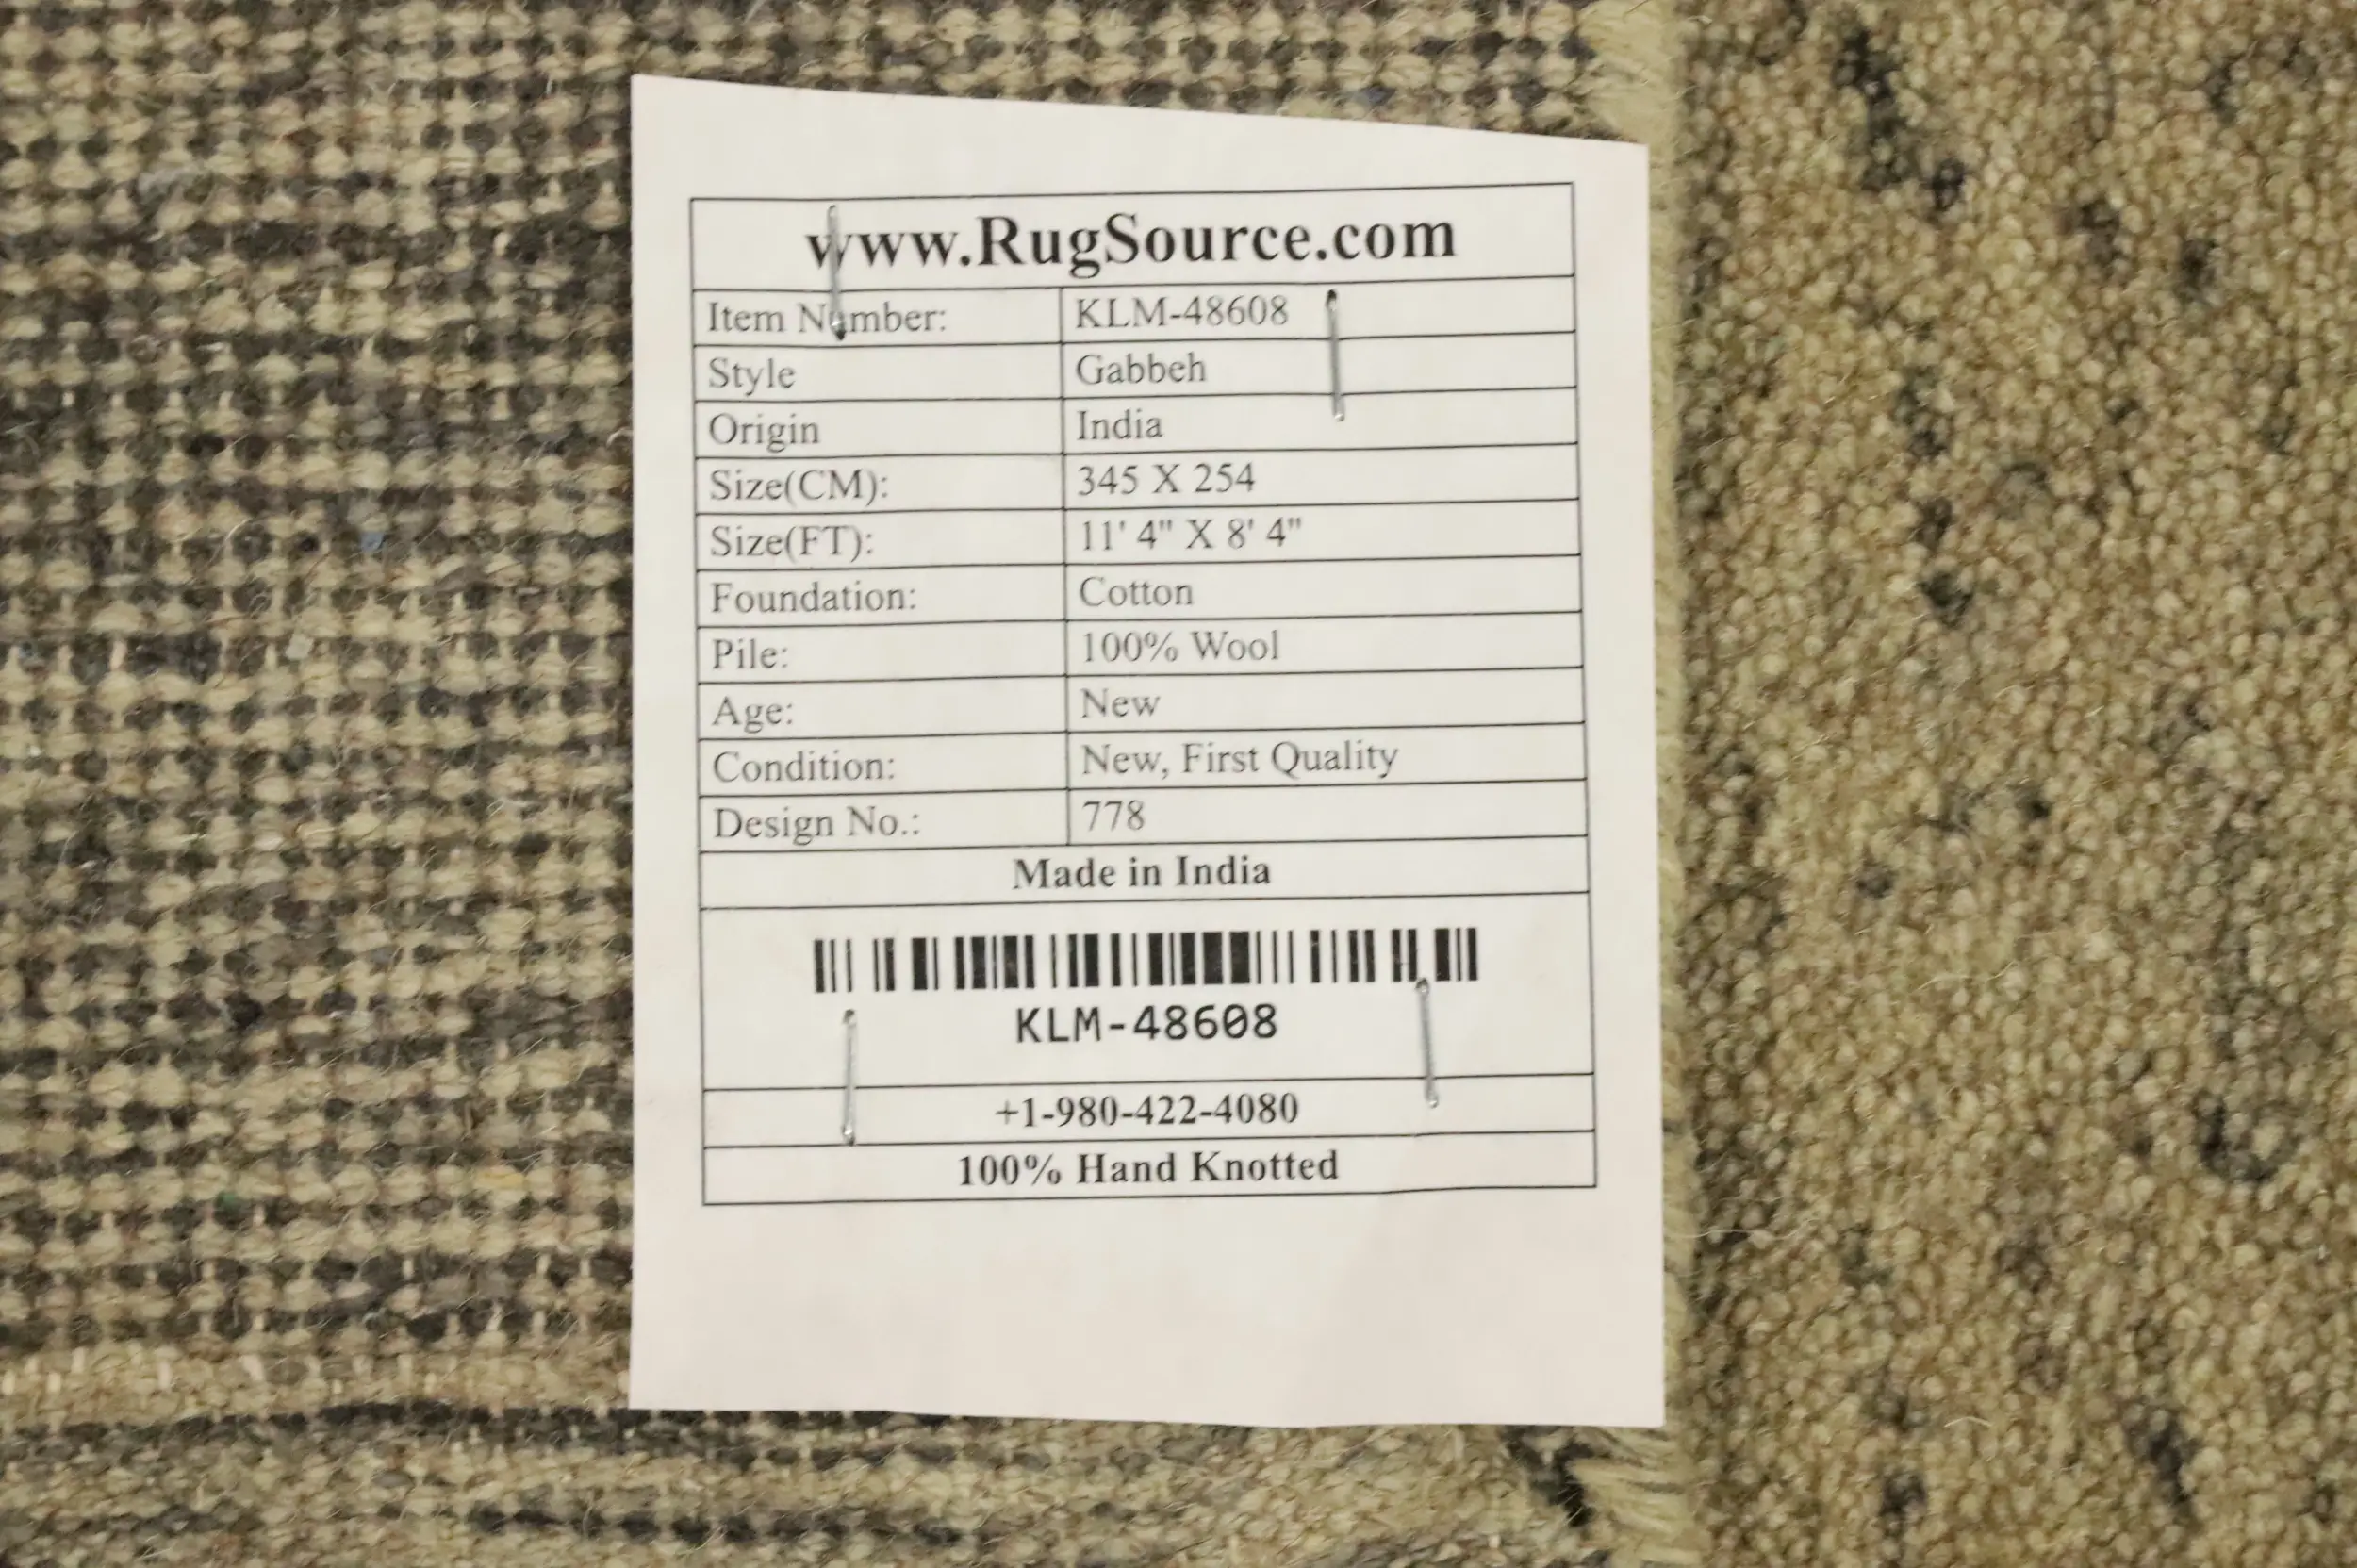 www.RugSource.com
Item Number: KLM-48608
Style Gabbeh
Origin India
Size(CM): 345 X 254
Size(FT): 11' 4" X 8' 4"
Foundation: Cotton
Pile: 100% Wool
Age: New
Condition: New, First Quality
Design No.: 778
Made in India
KLM-48608
+1-980-422-4080
100% Hand Knotted